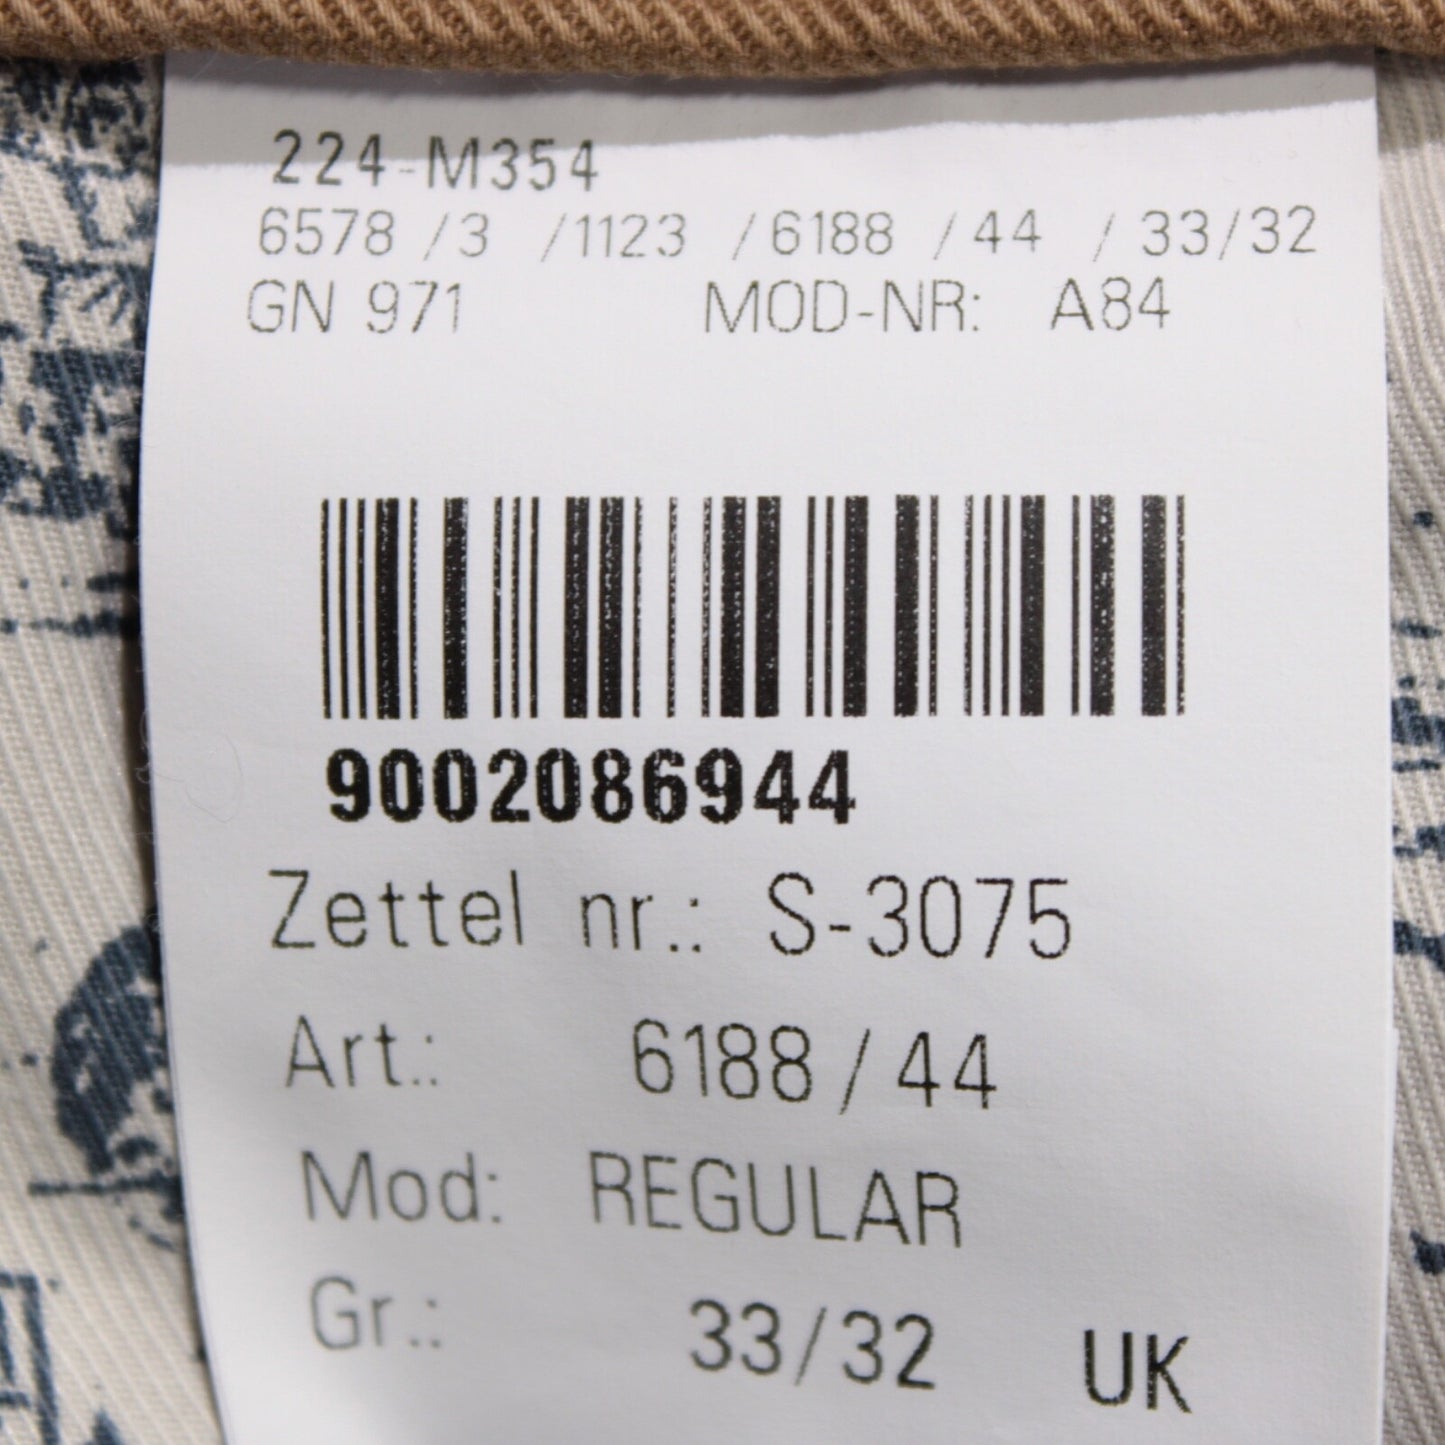 224-M354
6578 /3 /1123 /6188 /44 / 33/32
GN 971 MOD-NR: A84
9002086944
Zettel nr.: S-3075
Art.: 6188 / 44
Mod: REGULAR
Gr.: 33/32 UK